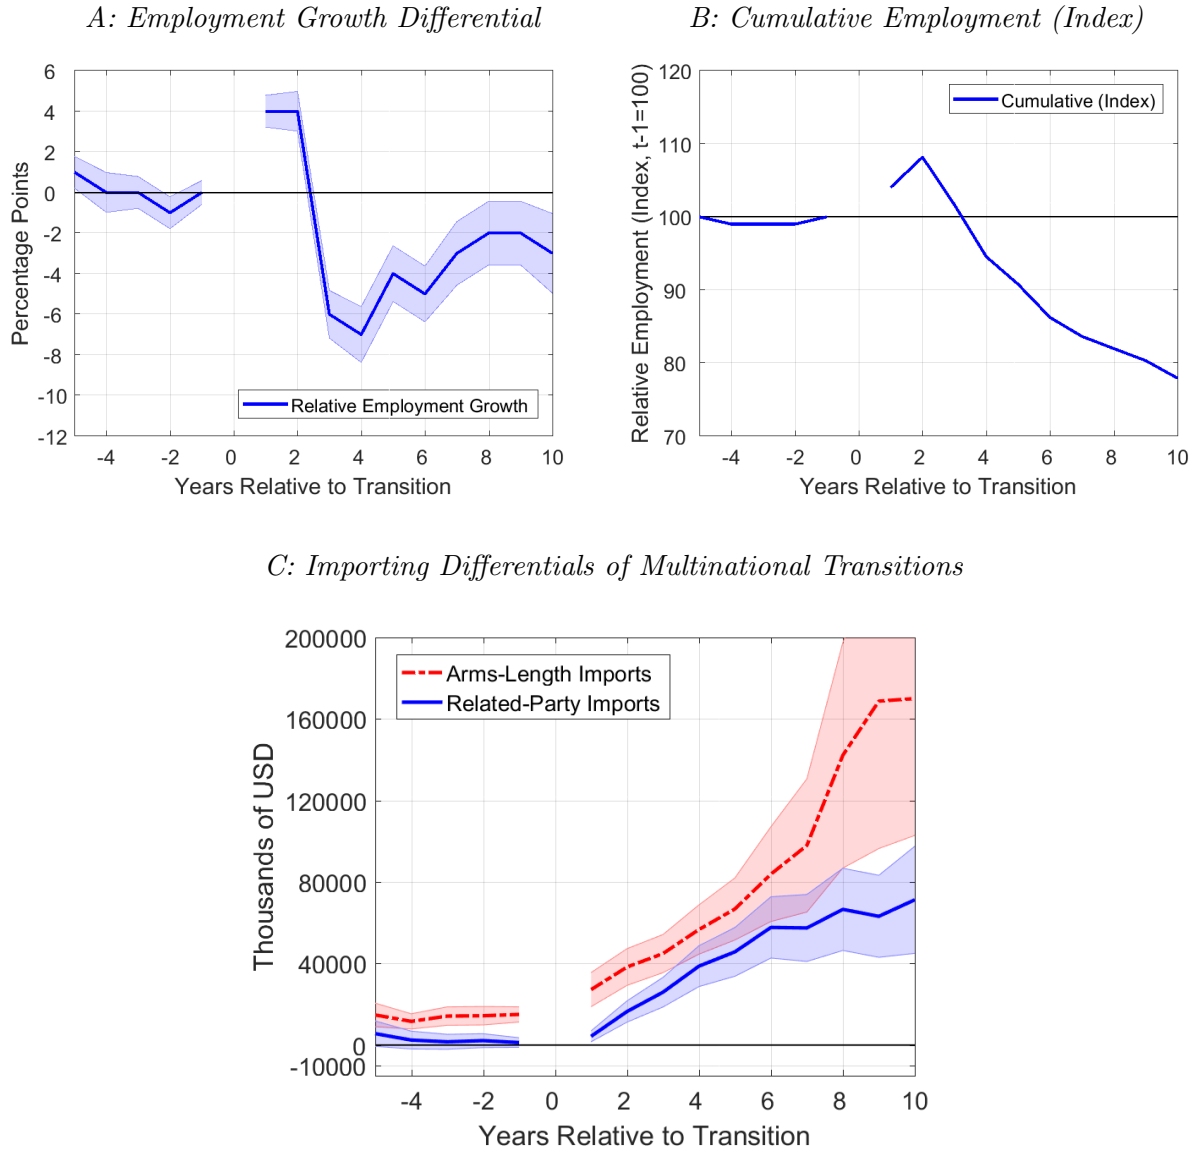 A: Employment Growth Differential
Percentage Points
6
4
2
0
-2
-4
-6
-8
-10
-12
Relative Employment Growth
-4 -2 0 2 4 6 8 10
Years Relative to Transition
B: Cumulative Employment (Index)
Relative Employment (Index, t-1=100)
120
110
100
90
80
70
Cumulative (Index)
-4 -2 0 2 4 6 8 10
Years Relative to Transition
C: Importing Differentials of Multinational Transitions
Thousands of USD
200000
160000
120000
80000
40000
0
-10000
Arms-Length Imports
Related-Party Imports
-4 -2 0 2 4 6 8 10
Years Relative to Transition